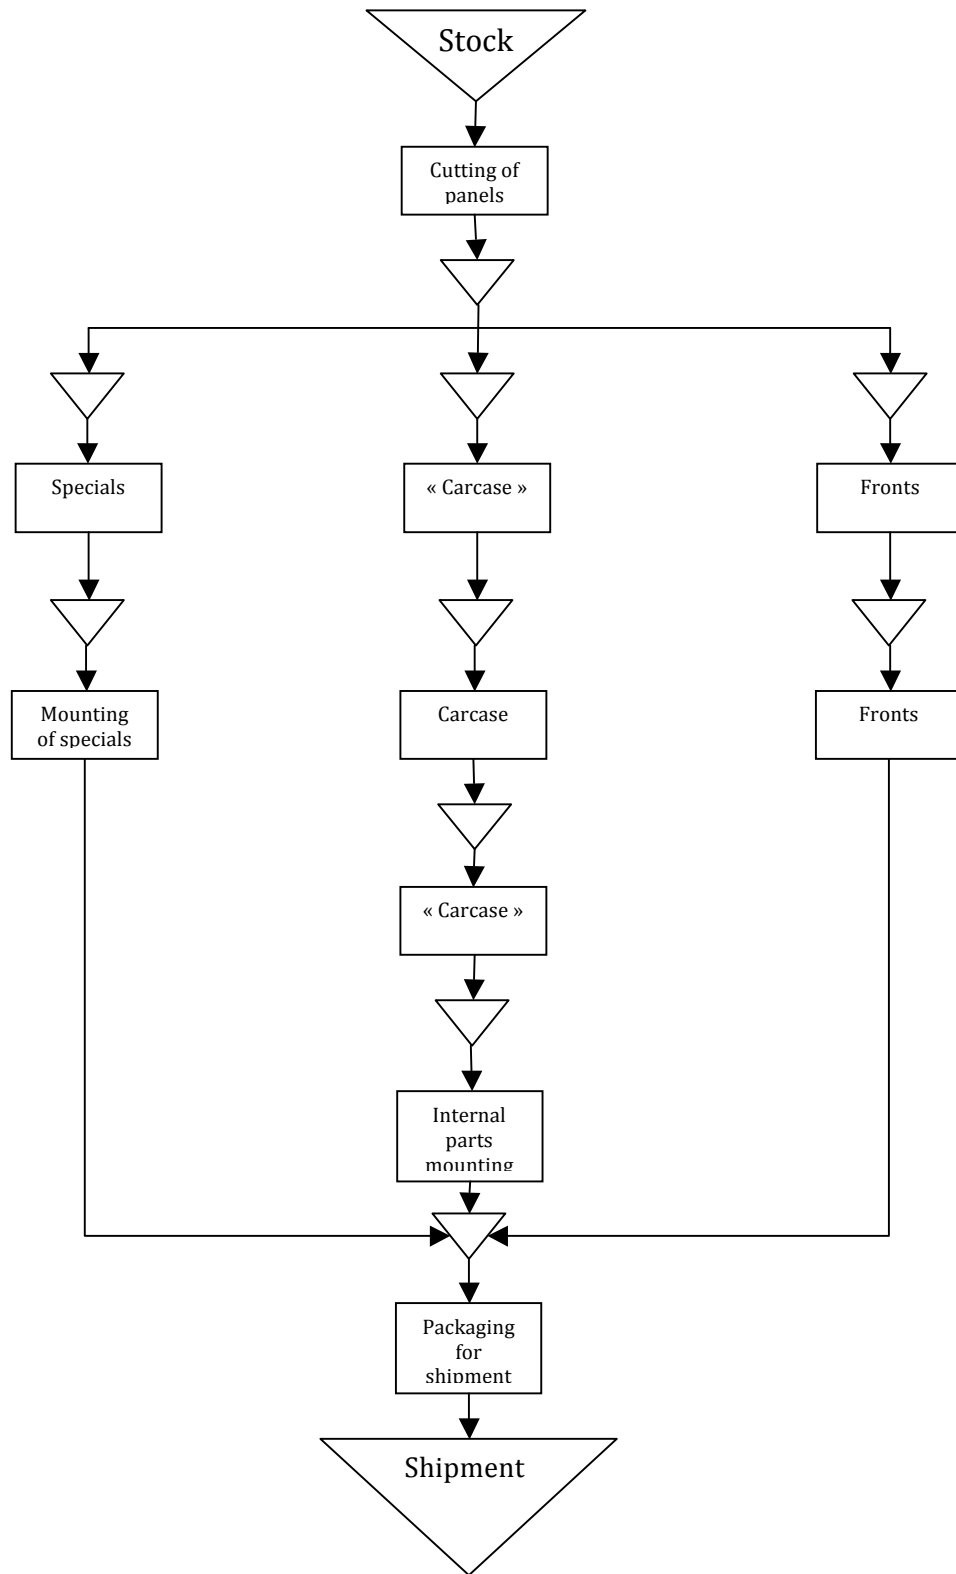 Stock
Cutting of
panels
Specials
« Carcase »
Fronts
Mounting
of specials
Carcase
Fronts
« Carcase »
Internal
parts
mounting
Packaging
for
shipment
Shipment